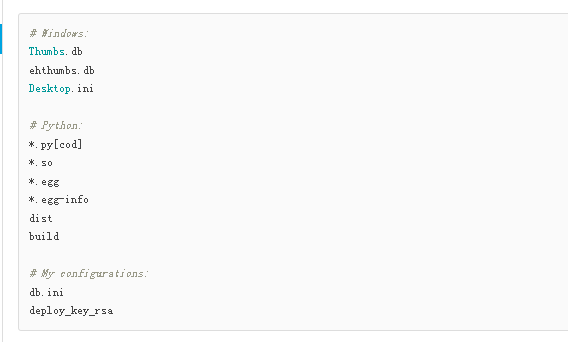 # Windows:
Thumbs.db
ehthumbs.db
Desktop.ini
# Python:
*.py[cod]
*.so
*.egg
*.egg-info
dist
build
# My configurations:
db.ini
deploy_key_rsa